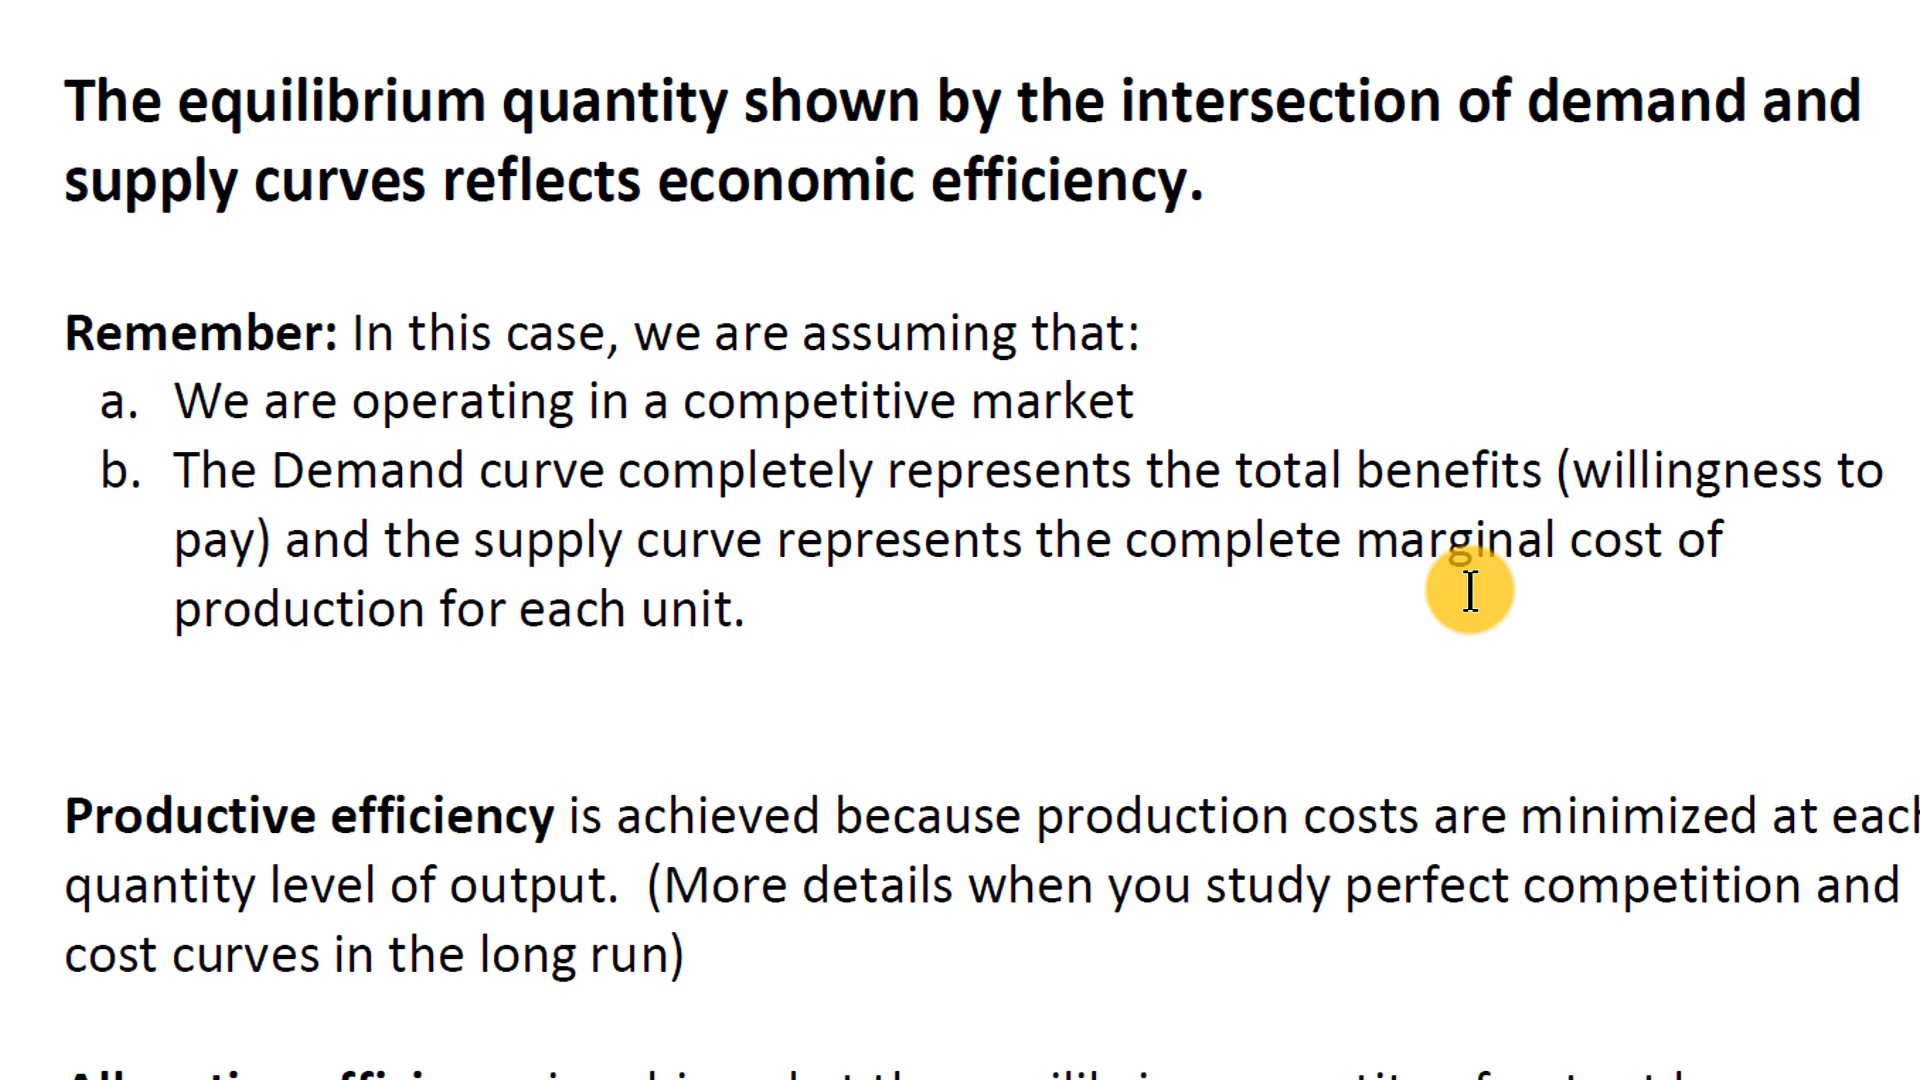 The equilibrium quantity shown by the intersection of demand and
supply curves reflects economic efficiency.
Remember: In this case, we are assuming that:
a. We are operating in a competitive market
b. The Demand curve completely represents the total benefits (willingness to
pay) and the supply curve represents the complete marginal cost of
production for each unit.
Productive efficiency is achieved because production costs are minimized at each
quantity level of output. (More details when you study perfect competition and
cost curves in the long run)